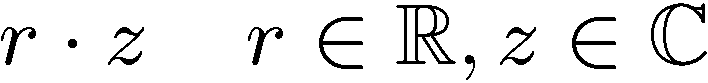 r · z  r ∈ ℝ, z ∈ ℂ